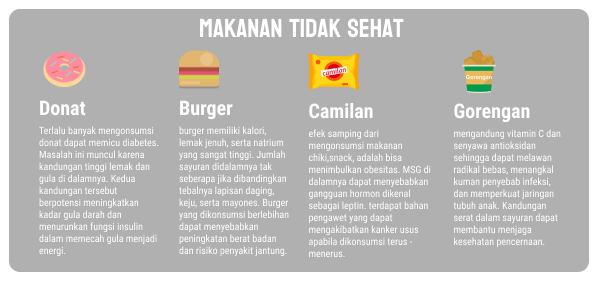 MAKANAN TIDAK SEHAT
camilan
Gorengan
Donat
Terlalu banyak mengonsumsi
donat dapat memicu diabetes.
Masalah ini muncul karena
kandungan tinggi lemak dan
gula di dalamnya. Kedua
kandungan tersebut
berpotensi meningkatkan
kadar gula darah dan
menurunkan fungsi insulin
dalam memecah gula menjadi
energi.
Burger
burger memiliki kalori,
lemak jenuh, serta natrium
yang sangat tinggi. Jumlah
sayuran didalamnya tak
seberapa jika dibandingkan
tebalnya lapisan daging,
keju, serta mayones. Burger
yang dikonsumsi berlebihan
dapat menyebabkan
peningkatan berat badan
dan risiko penyakit jantung.
Camilan
efek samping dari
mengonsumsi makanan
chiki,snack, adalah bisa
menimbulkan obesitas. MSG di
dalamnya dapat menyebabkan
gangguan hormon dikenal
sebagai leptin. terdapat bahan
pengawet yang dapat
mengakibatkan kanker usus
apabila dikonsumsi terus -
menerus.
Gorengan
mengandung vitamin C dan
senyawa antioksidan
sehingga dapat melawan
radikal bebas, menangkal
kuman penyebab infeksi,
dan memperkuat jaringan
tubuh anak. Kandungan
serat dalam sayuran dapat
membantu menjaga
kesehatan pencernaan.